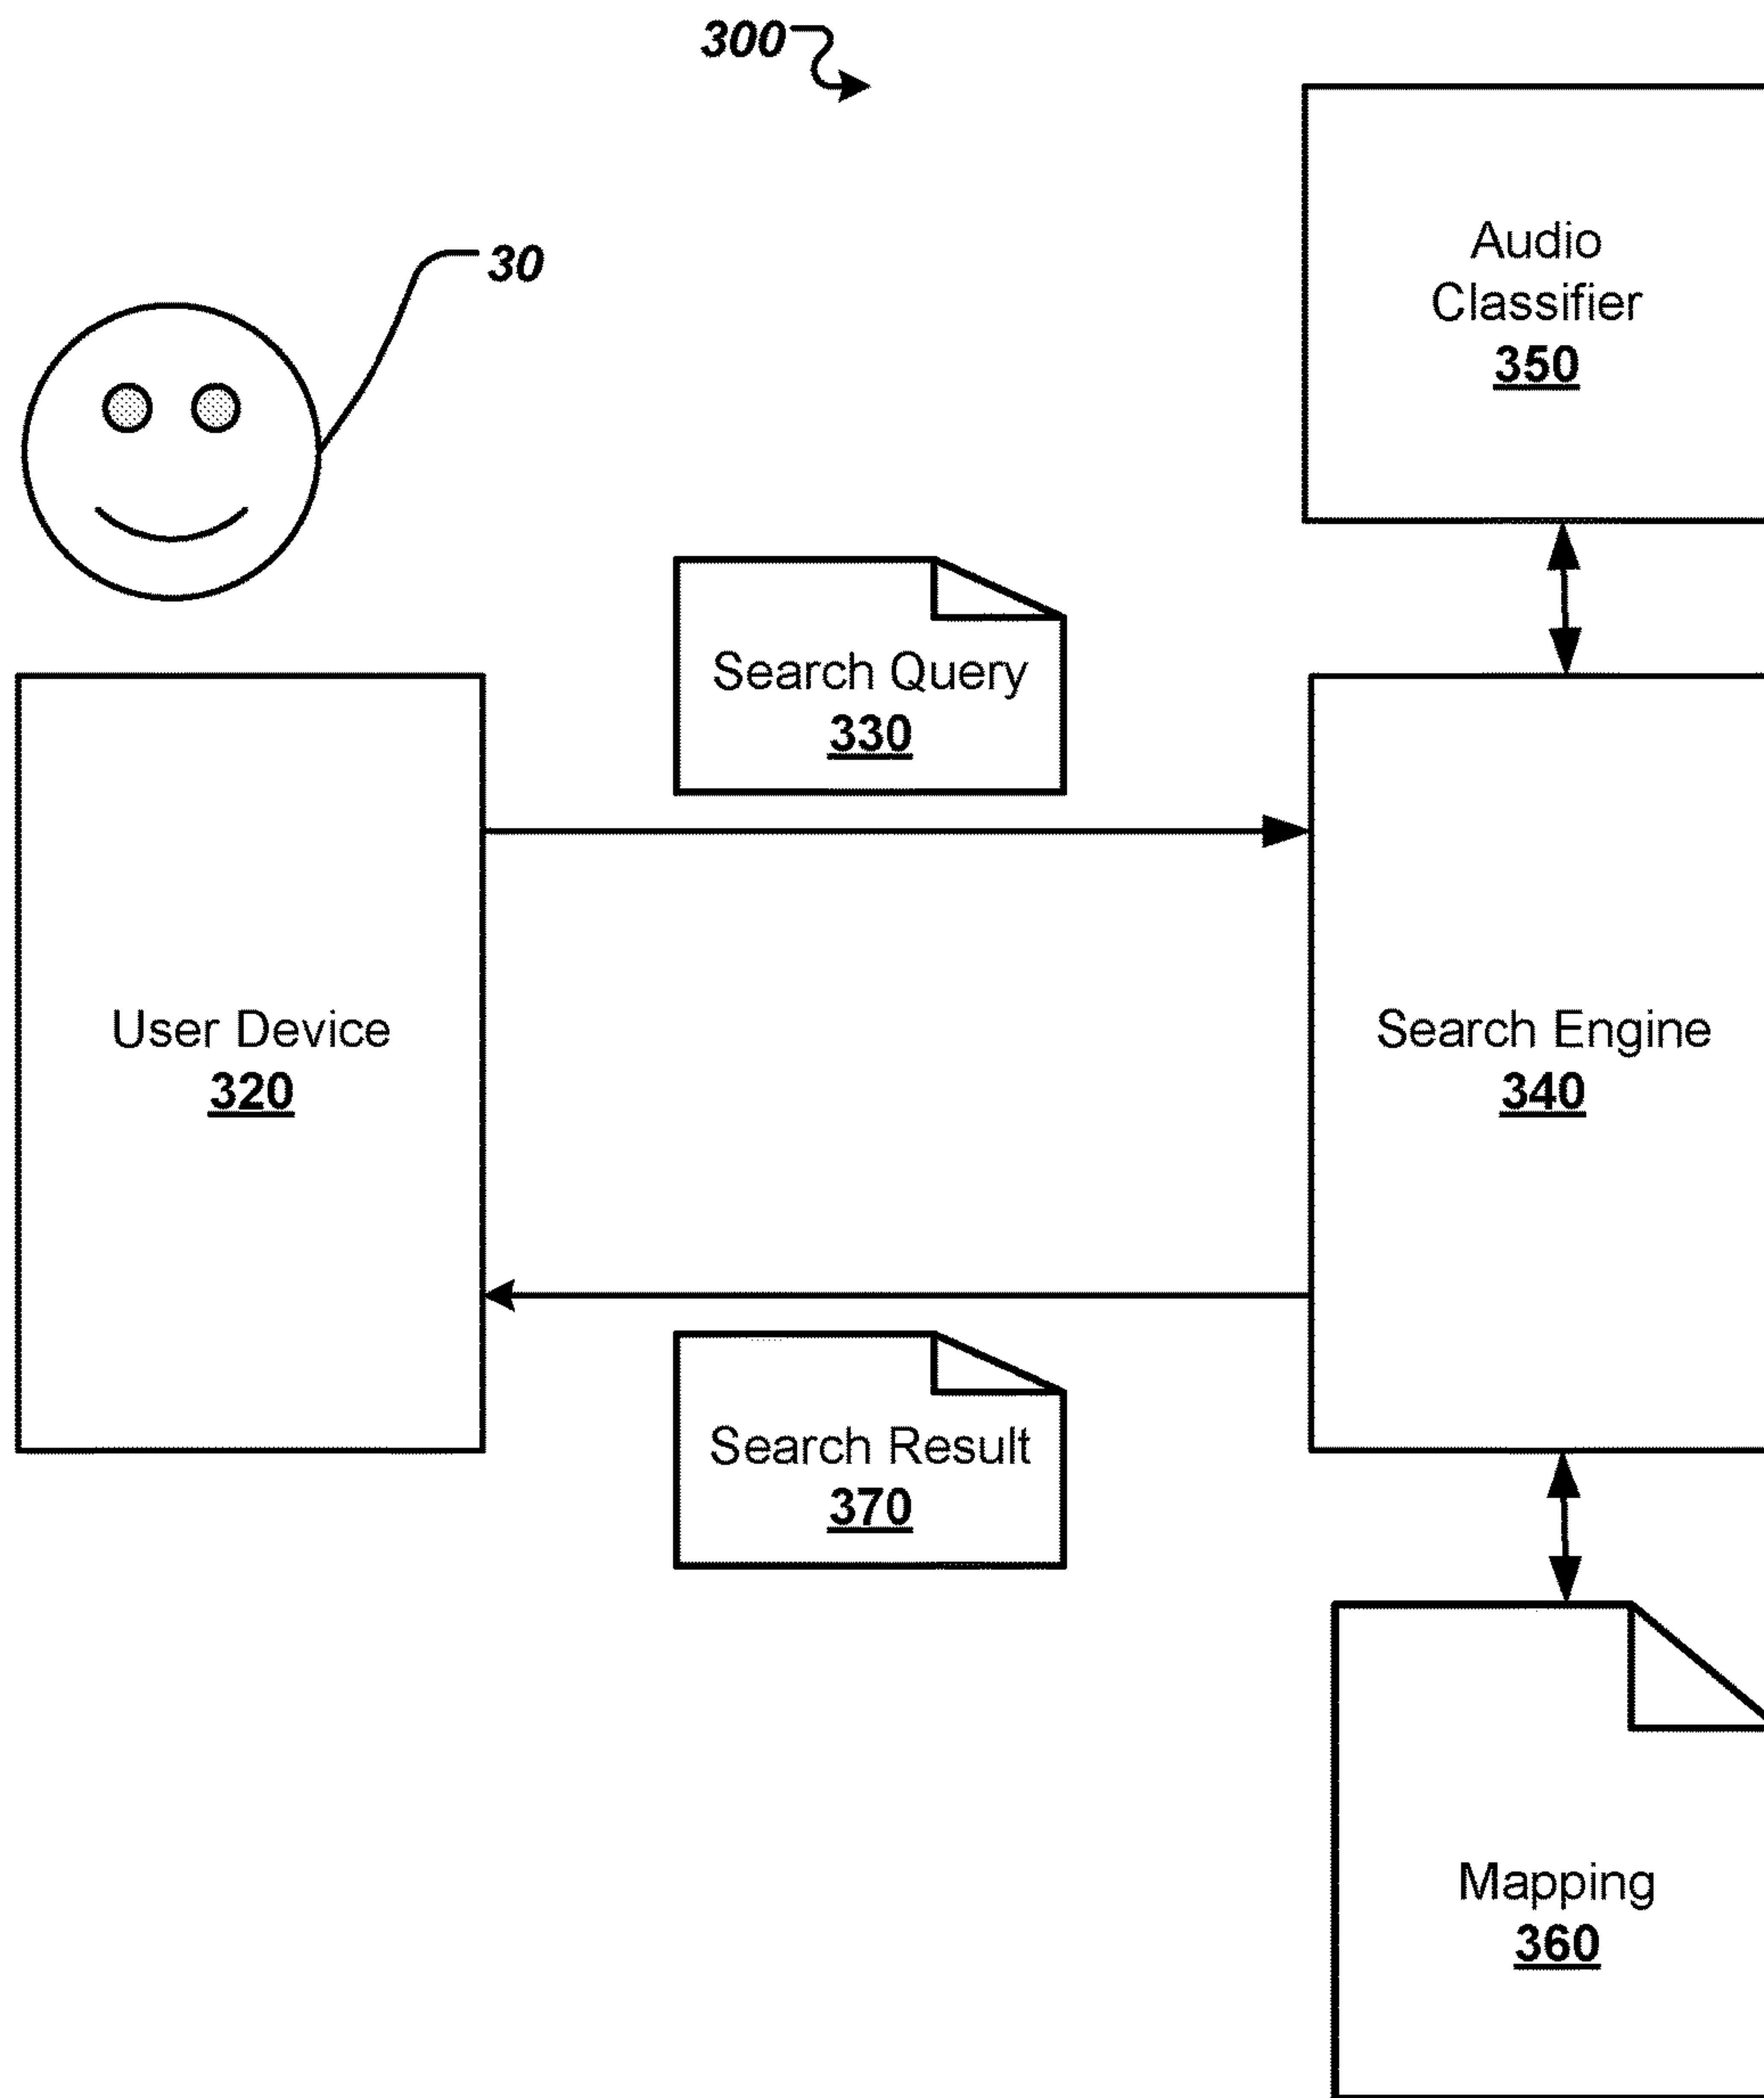 300
30
Audio
Classifier
350
Search Query
330
User Device
320
Search Engine
340
Search Result
370
Mapping
360